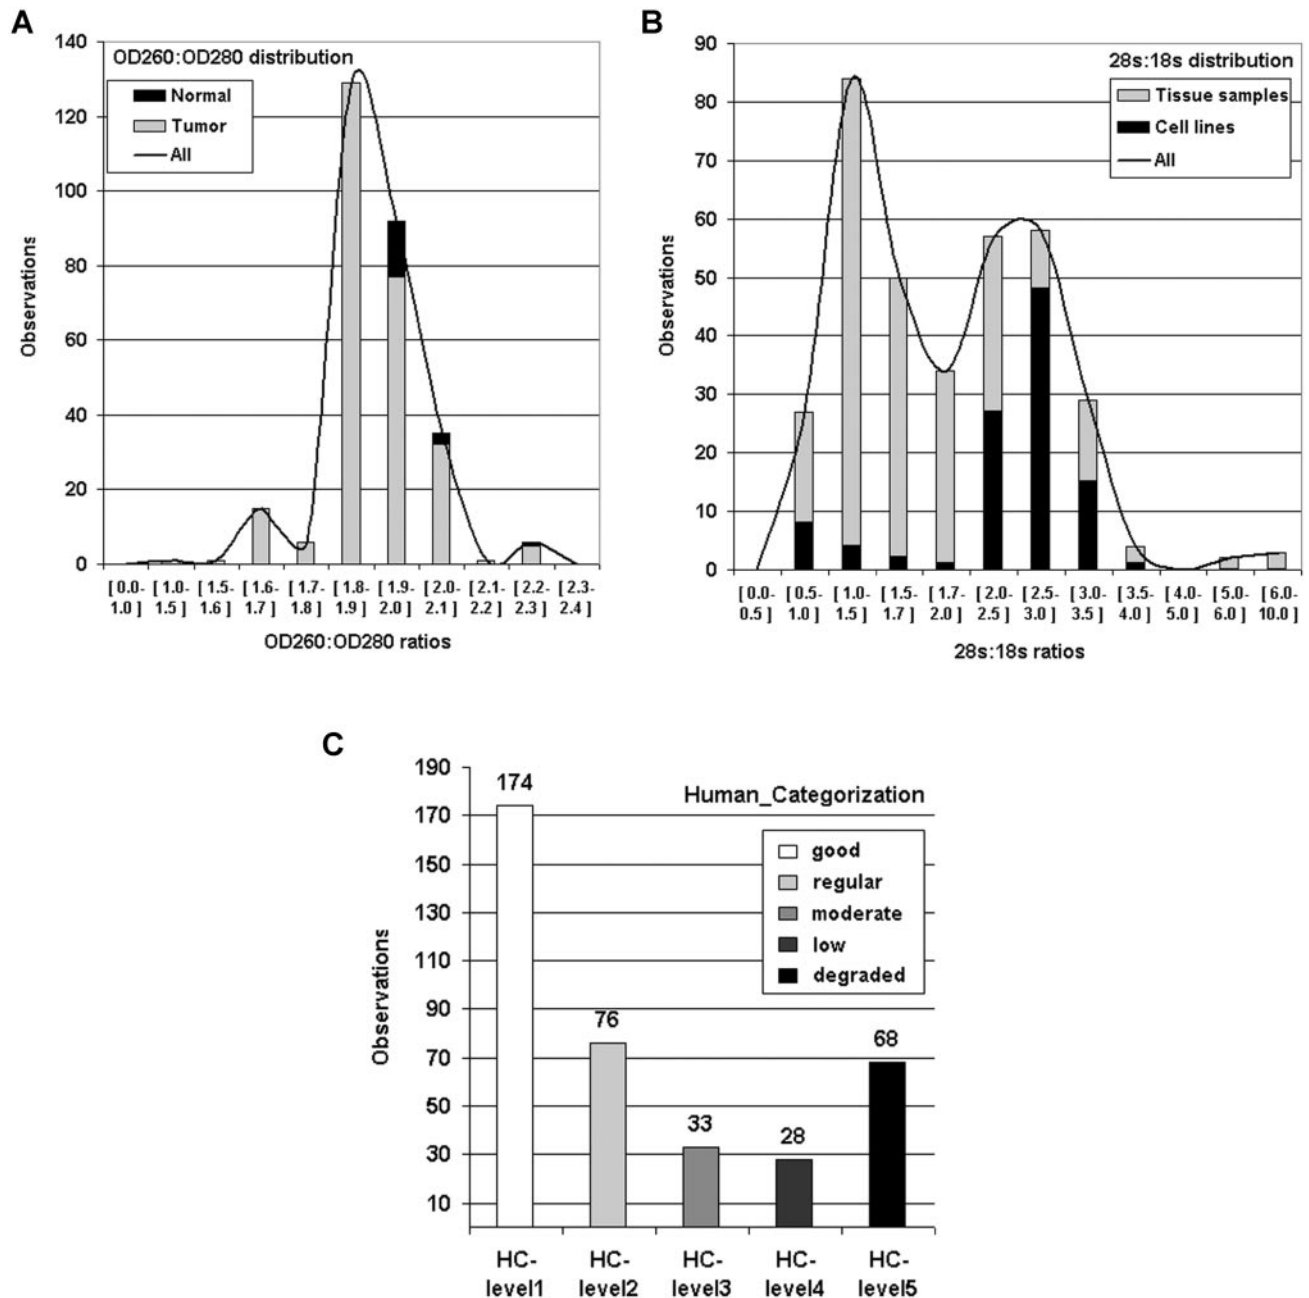 A
OD260:OD280 distribution
Normal
Tumor
All
140
120
100
80
60
40
20
0
Observations
[ 0.0- [ 1.0- [ 1.5- [ 1.6- [ 1.7- [ 1.8- [ 1.9- [ 2.0- [ 2.1- [ 2.2- [ 2.3-
1.0 ] 1.5 ] 1.6 ] 1.7 ] 1.8 ] 1.9 ] 2.0 ] 2.1 ] 2.2 ] 2.3 ] 2.4 ]
OD260:OD280 ratios
B
28s:18s distribution
Tissue samples
Cell lines
All
90
80
70
60
50
40
30
20
10
0
Observations
[ 0.0- [ 0.5- [ 1.0- [ 1.5- [ 1.7- [ 2.0- [ 2.5- [ 3.0- [ 3.5- [ 4.0- [ 5.0- [ 6.0-
0.5 ] 1.0 ] 1.5 ] 1.7 ] 2.0 ] 2.5 ] 3.0 ] 3.5 ] 4.0 ] 5.0 ] 6.0 ] 10.0 ]
28s:18s ratios
C
Human_Categorization
good
regular
moderate
low
degraded
190
170
150
130
110
90
70
50
30
10
Observations
174
76
33
28
68
HC- HC- HC- HC- HC-
level1 level2 level3 level4 level5